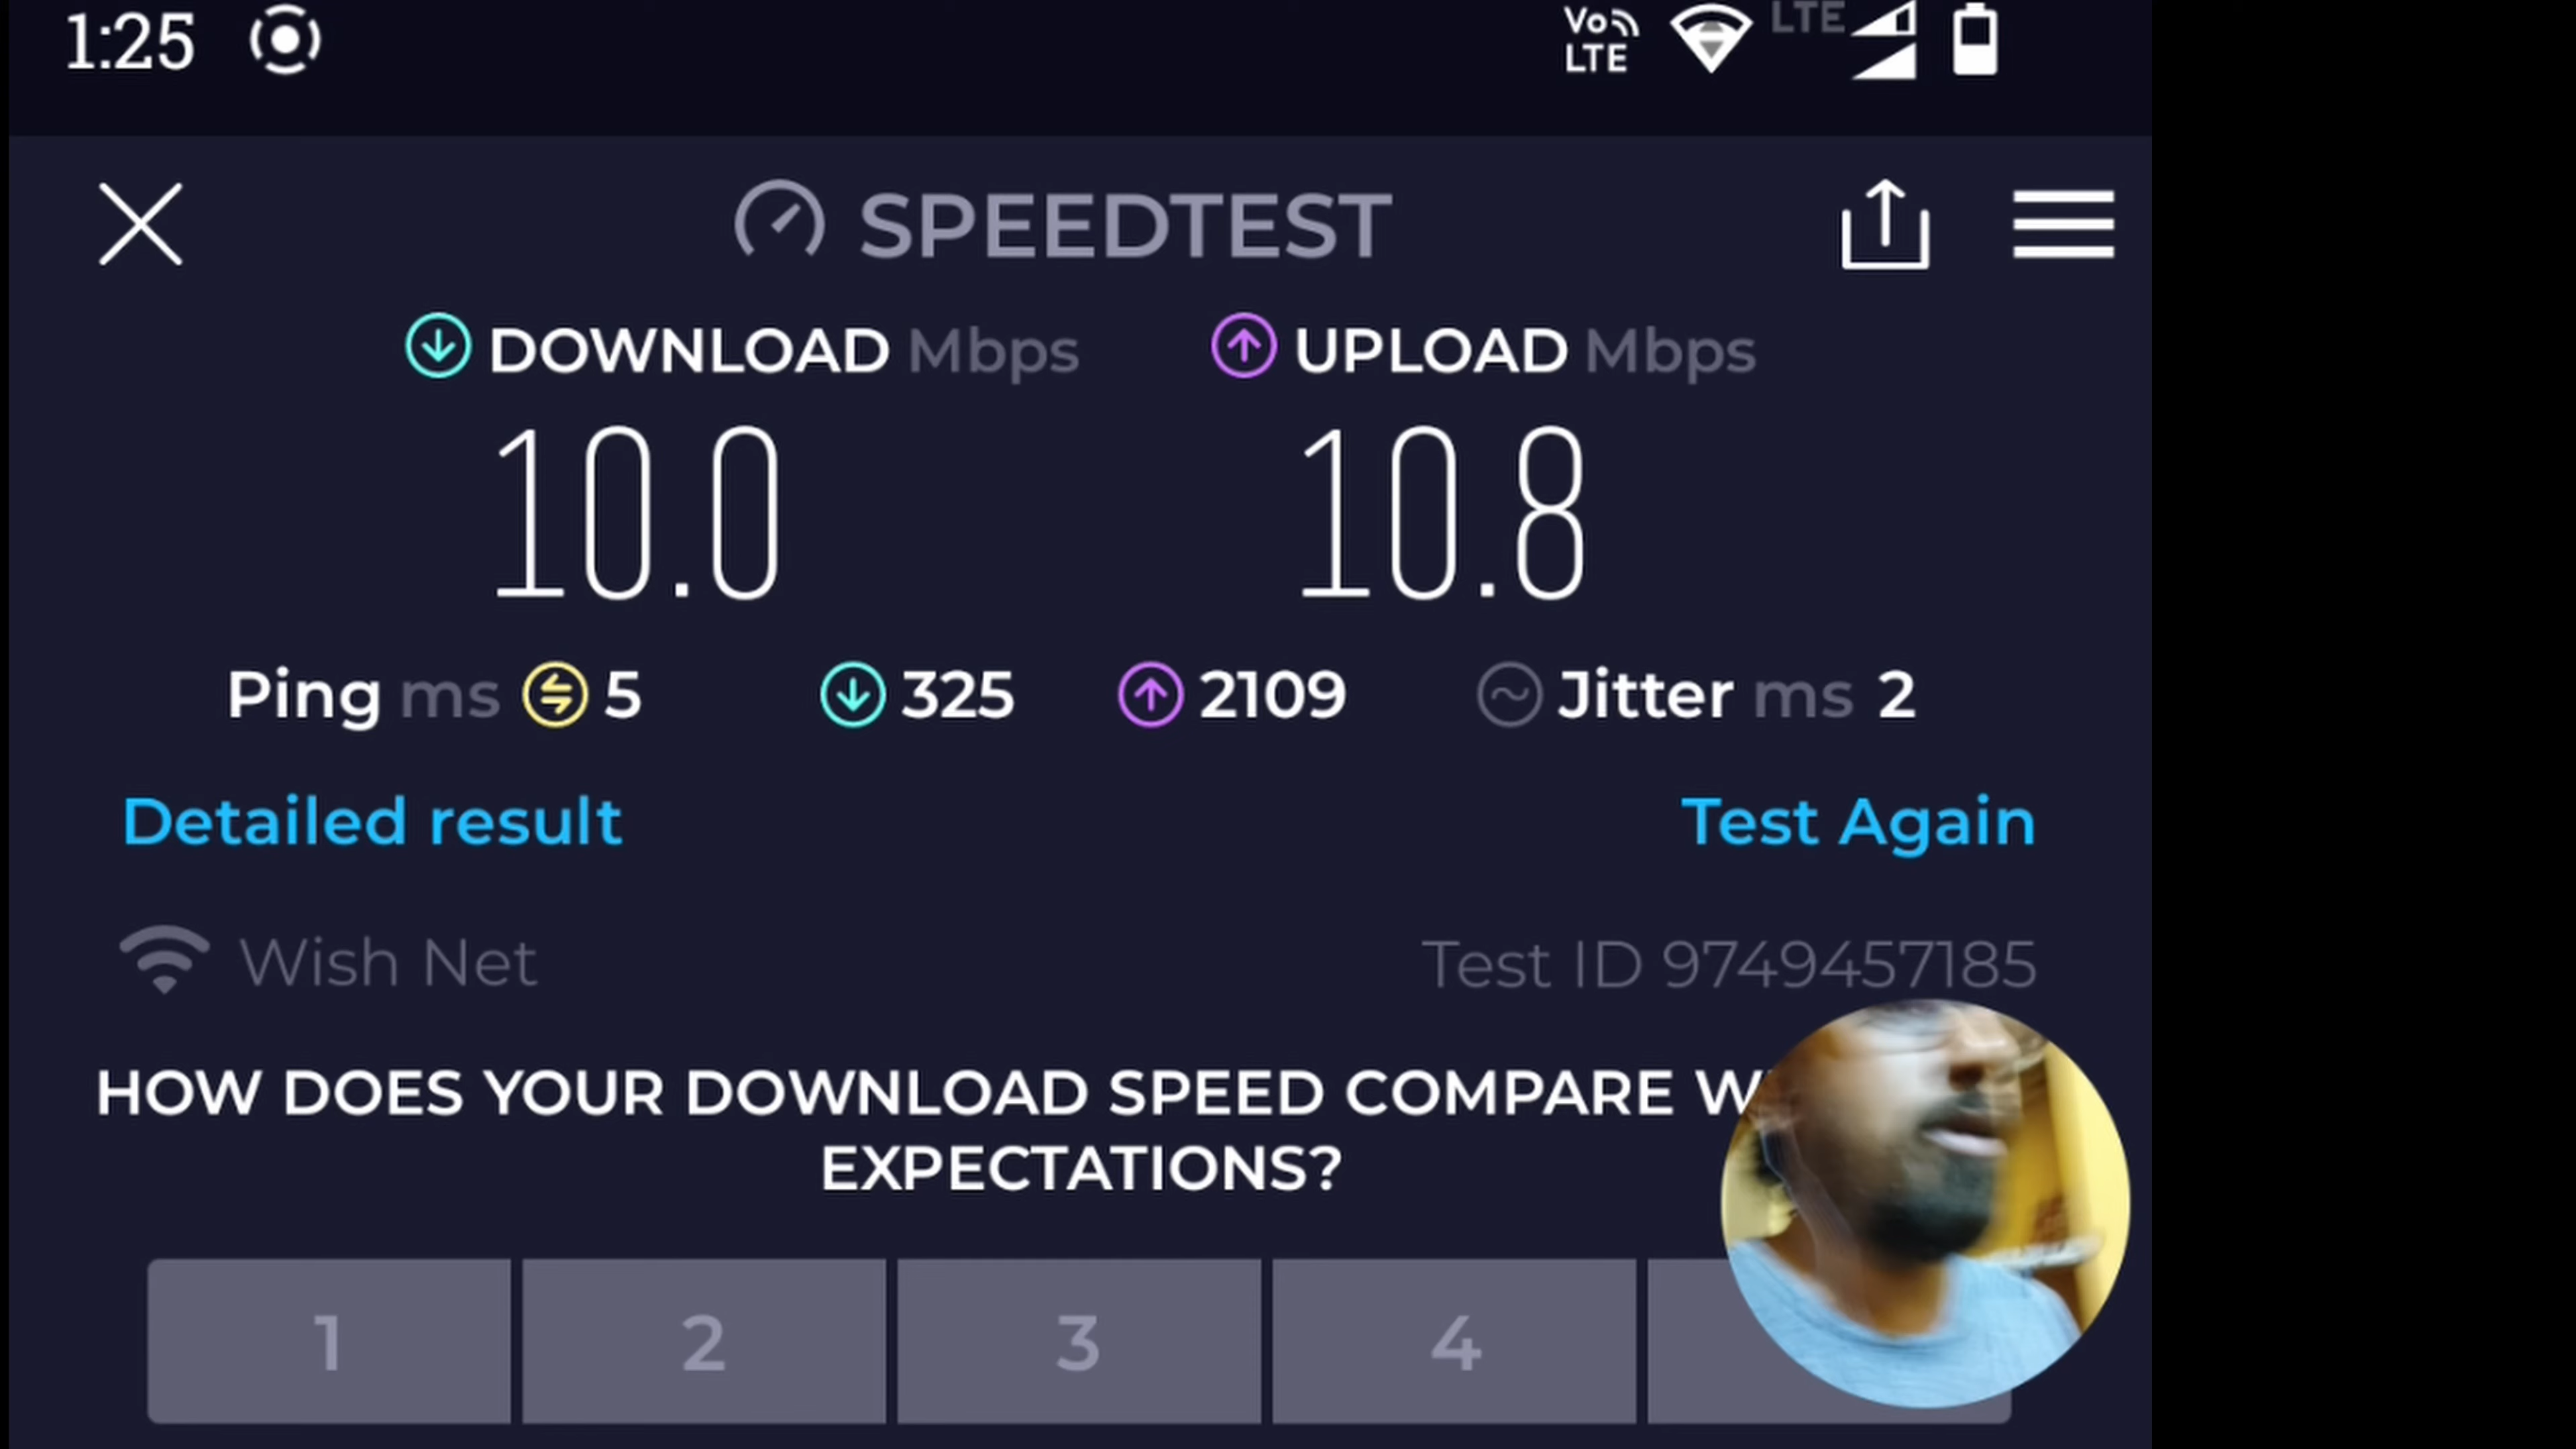 1:25 Vo LTE LTE
SPEEDTEST
DOWNLOAD Mbps UPLOAD Mbps
10.0 10.8
Ping ms 5 325 2109 Jitter ms 2
Detailed result Test Again
Wish Net Test ID 9749457185
HOW DOES YOUR DOWNLOAD SPEED COMPARE
EXPECTATIONS?
1 2 3 4